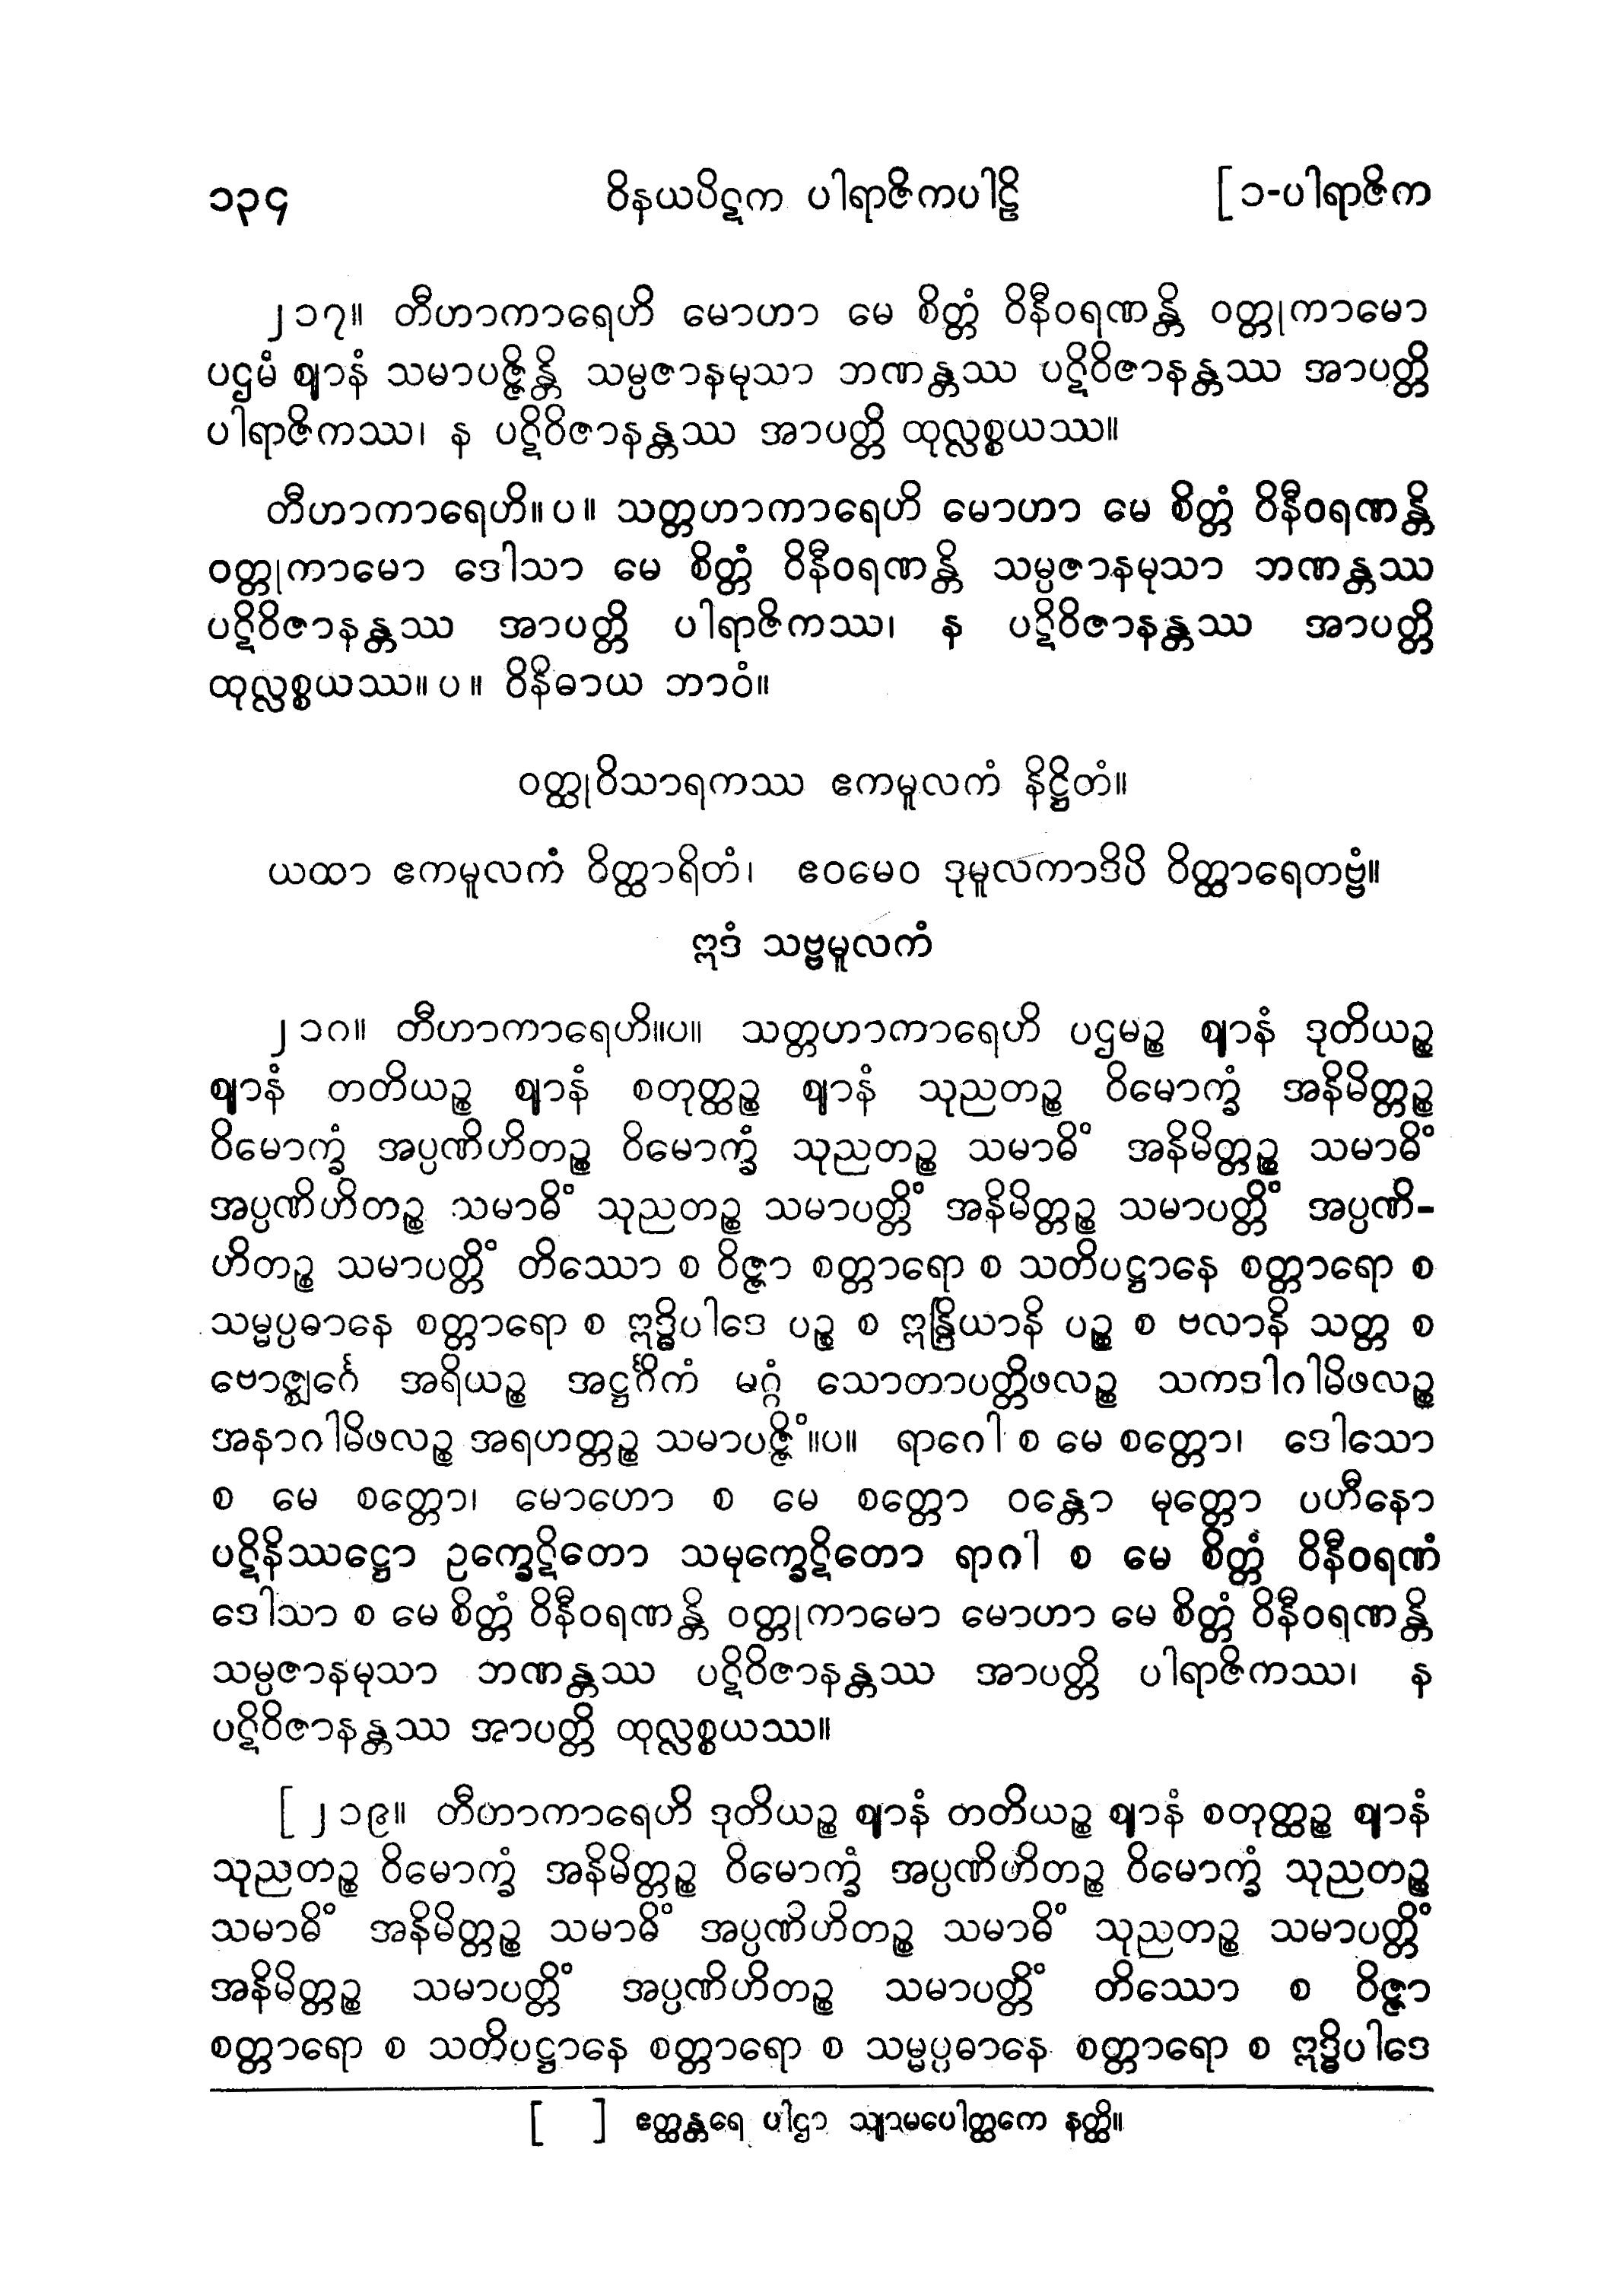 ၁၃၄ ဝိနယပိဋက ပါရာဇိကပါဠိ [ ၁-ပါရာဇိက
၂၁၇။ တီဟာကာရေဟိ မောဟာ မေ စိတ္တံ ဝိနီဝရဏန္တိ ဝတ္တုကာမော
ပဌမံ ဈာနံ သမာပဇ္ဇိန္တိ သမ္ပဇာနမုသာ ဘဏန္တဿ ပဋိဝိဇာနန္တဿ အာပတ္တိ
ပါရာဇိကဿ၊ န ပဋိဝိဇာနန္တဿ အာပတ္တိ ထုလ္လစ္စယဿ။
တီဟာကာရေဟိ။ပ။ သတ္တဟာကာရေဟိ မောဟာ မေ စိတ္တံ ဝိနီဝရဏန္တိ
ဝတ္တုကာမော ဒေါသာ မေ စိတ္တံ ဝိနီဝရဏန္တိ သမ္ပဇာနမုသာ ဘဏန္တဿ
ပဋိဝိဇာနန္တဿ အာပတ္တိ ပါရာဇိကဿ၊ န ပဋိဝိဇာနန္တဿ အာပတ္တိ
ထုလ္လစ္စယဿ။ပ။ ဝိနိဓာယ ဘာဝံ။
ဝတ္ထုဝိသာရကဿ ဧကမူလကံ နိဋ္ဌိတံ။
ယထာ ဧကမူလကံ ဝိတ္ထာရိတံ၊ ဧဝမေဝ ဒုမူလကာဒိပိ ဝိတ္ထာရေတဗ္ဗံ။
ဣဒံ သဗ္ဗမူလကံ
၂၁ဂ။ တီဟာကာရေဟိ။ပ။ သတ္တဟာကာရေဟိ ပဌမဉ္စ ဈာနံ ဒုတိယဉ္စ
ဈာနံ တတိယဉ္စ ဈာနံ စတုတ္ထဉ္စ ဈာနံ သုညတဉ္စ ဝိမောက္ခံ အနိမိတ္တဉ္စ
ဝိမောက္ခံ အပ္ပဏိဟိတဉ္စ ဝိမောက္ခံ သုညတဉ္စ သမာဓိံ အနိမိတ္တဉ္စ သမာဓိံ
အပ္ပဏိဟိတဉ္စ သမာဓိံ သုညတဉ္စ သမာပတ္တိံ အနိမိတ္တဉ္စ သမာပတ္တိံ အပ္ပဏိ-
ဟိတဉ္စ သမာပတ္တိံ တိဿော စ ဝိဇ္ဇာ စတ္တာရော စ သတိပဋ္ဌာနေ စတ္တာရော စ
သမ္မပ္ပဓာနေ စတ္တာရော စ ဣဒ္ဓိပါဒေ ပဉ္စ စ ဣန္ဒြိယာနိ ပဉ္စ စ ဗလာနိ သတ္တ စ
ဗောဇ္ဈင်္ဂေ အရိယဉ္စ အဋ္ဌင်္ဂိကံ မဂ္ဂံ သောတာပတ္တိဖလဉ္စ သကဒါဂါမိဖလဉ္စ
အနာဂါမိဖလဉ္စ အရဟတ္တဉ္စ သမာပဇ္ဇိံ။ပ။ ရာဂေါ စ မေ စတ္တော၊ ဒေါသော
စ မေ စတ္တော၊ မောဟော စ မေ စတ္တော ဝန္တော မုတ္တော ပဟီနော
ပဋိနိဿဋ္ဌော ဥက္ခေဋိတော သမုက္ခေဋိတော ရာဂါ စ မေ စိတ္တံ ဝိနီဝရဏံ
ဒေါသာ စ မေ စိတ္တံ ဝိနီဝရဏန္တိ ဝတ္တုကာမော မောဟာ မေ စိတ္တံ ဝိနီဝရဏန္တိ
သမ္ပဇာနမုသာ ဘဏန္တဿ ပဋိဝိဇာနန္တဿ အာပတ္တိ ပါရာဇိကဿ၊ န
ပဋိဝိဇာနန္တဿ အာပတ္တိ ထုလ္လစ္စယဿ။
[ ၂၁၉။ တီဟာကာရေဟိ ဒုတိယဉ္စ ဈာနံ တတိယဉ္စ ဈာနံ စတုတ္ထဉ္စ ဈာနံ
သုညတဉ္စ ဝိမောက္ခံ အနိမိတ္တဉ္စ ဝိမောက္ခံ အပ္ပဏိဟိတဉ္စ ဝိမောက္ခံ သုညတဉ္စ
သမာဓိံ အနိမိတ္တဉ္စ သမာဓိံ အပ္ပဏိဟိတဉ္စ သမာဓိံ သုညတဉ္စ သမာပတ္တိံ
အနိမိတ္တဉ္စ သမာပတ္တိံ အပ္ပဏိဟိတဉ္စ သမာပတ္တိံ တိဿော စ ဝိဇ္ဇာ
စတ္တာရော စ သတိပဋ္ဌာနေ စတ္တာရော စ သမ္မပ္ပဓာနေ စတ္တာရော စ ဣဒ္ဓိပါဒေ
[ ] ဧတ္ထန္တရေ ပါဌာ သျာမပေါတ္ထကေ နတ္ထိ။